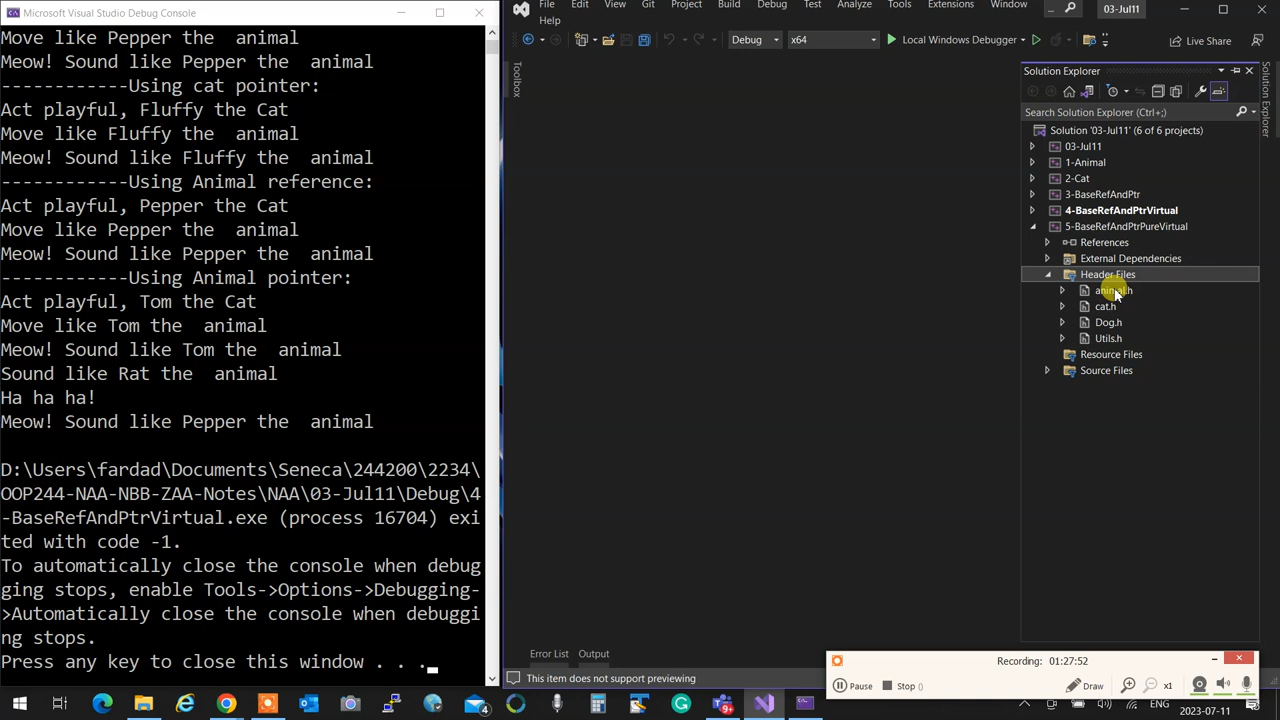 Microsoft Visual Studio Debug Console
Move like Pepper the  animal
Meow! Sound like Pepper the  animal
------------Using cat pointer:
Act playful, Fluffy the Cat
Move like Fluffy the  animal
Meow! Sound like Fluffy the  animal
------------Using Animal reference:
Act playful, Pepper the Cat
Move like Pepper the  animal
Meow! Sound like Pepper the  animal
------------Using Animal pointer:
Act playful, Tom the Cat
Move like Tom the  animal
Meow! Sound like Tom the  animal
Sound like Rat the  animal
Ha ha ha!
Meow! Sound like Pepper the  animal
D:\Users\fardad\Documents\Seneca\244200\2234\
OOP244-NAA-NBB-ZAA-Notes\NAA\03-Jul11\Debug\4
-BaseRefAndPtrVirtual.exe (process 16704) exi
ted with code -1.
To automatically close the console when debug
ging stops, enable Tools->Options->Debugging-
>Automatically close the console when debuggi
ng stops.
Press any key to close this window . . .
File Edit View Git Project Build Debug Test Analyze Tools Extensions Window
Help
... 03-Jul11
Debug x64 Local Windows Debugger Live Share
Toolbox
Solution Explorer
Search Solution Explorer (Ctrl+;)
Solution '03-Jul11' (6 of 6 projects)
03-Jul11
1-Animal
2-Cat
3-BaseRefAndPtr
4-BaseRefAndPtrVirtual
5-BaseRefAndPtrPureVirtual
References
External Dependencies
Header Files
animal.h
cat.h
Dog.h
Utils.h
Resource Files
Source Files
Solution Explorer
Error List Output
This item does not support previewing
Recording: 01:27:52
Pause Stop () Draw x1
4
9+
ENG
2023-07-11